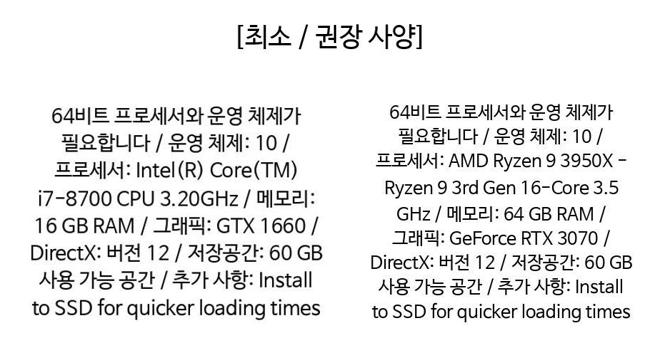 [최소 / 권장 사양]
64비트 프로세서와 운영 체제가
필요합니다 / 운영 체제: 10 /
프로세서: Intel(R) Core(TM)
i7-8700 CPU 3.20GHz / 메모리:
16 GB RAM / 그래픽: GTX 1660 /
DirectX: 버전 12 / 저장공간: 60 GB
사용 가능 공간 / 추가 사항: Install
to SSD for quicker loading times
64비트 프로세서와 운영 체제가
필요합니다 / 운영 체제: 10 /
프로세서: AMD Ryzen 9 3950X -
Ryzen 9 3rd Gen 16-Core 3.5
GHz / 메모리: 64 GB RAM /
그래픽: GeForce RTX 3070 /
DirectX: 버전 12 / 저장공간: 60 GB
사용 가능 공간 / 추가 사항: Install
to SSD for quicker loading times